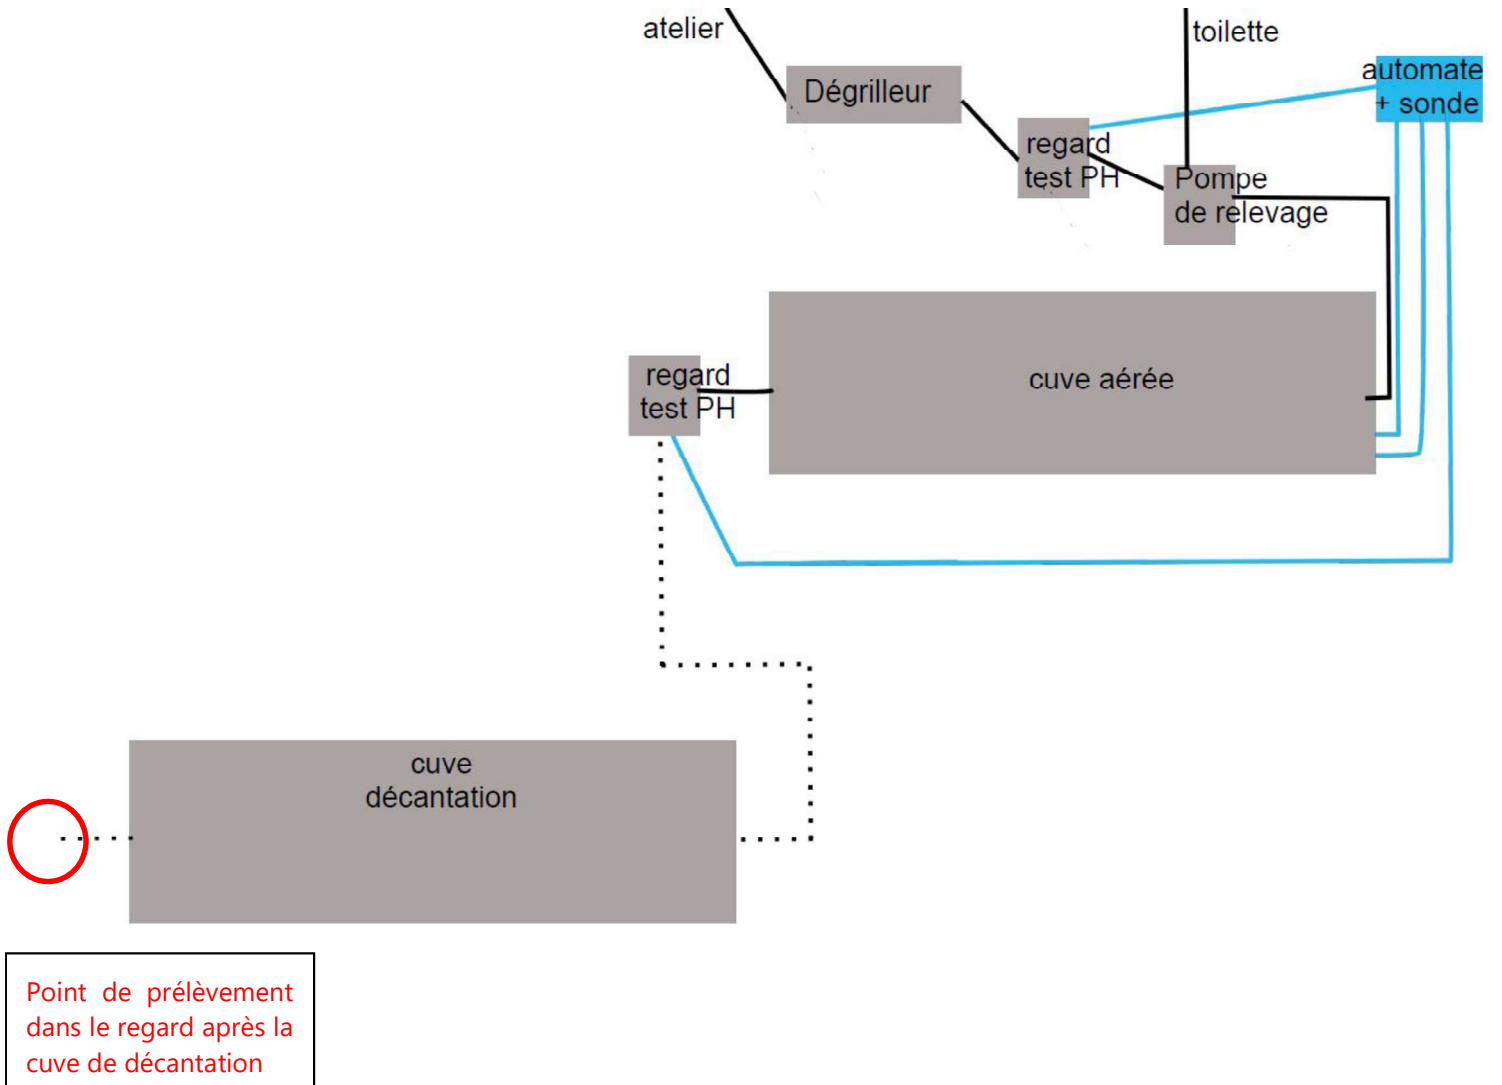 atelier
toilette
automate
+ sonde
Dégrilleur
regard
test PH
Pompe
de relevage
regard
test PH
cuve aérée
cuve
décantation
Point de prélèvement
dans le regard après la
cuve de décantation